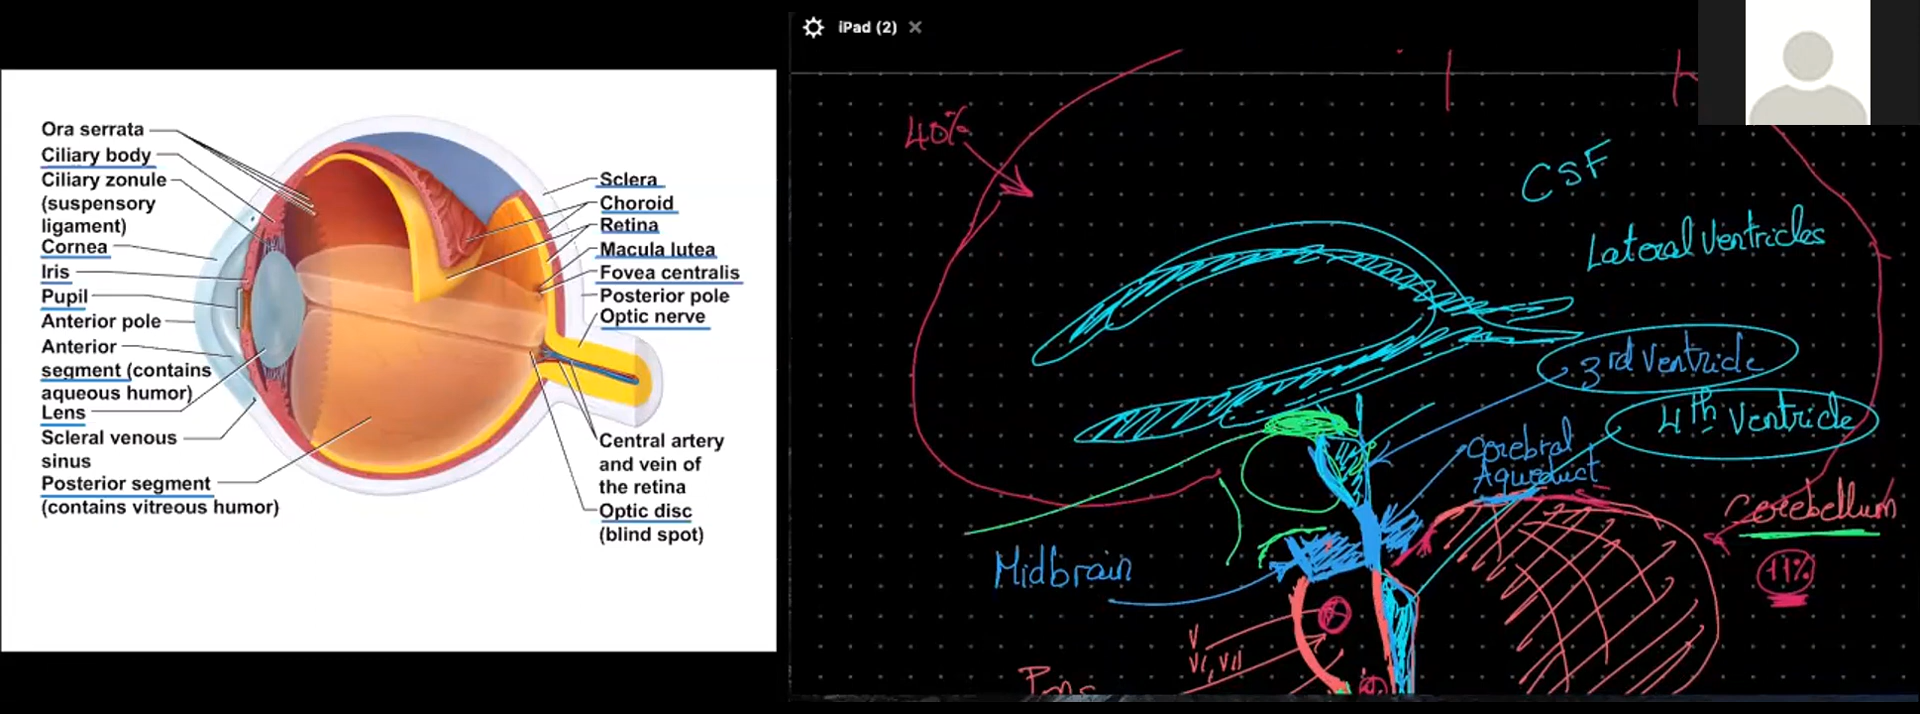 iPad (2)
Ora serrata
Ciliary body
Ciliary zonule
(suspensory
ligament)
Cornea
Iris
Pupil
Anterior pole
Anterior
segment (contains
aqueous humor)
Lens
Scleral venous
sinus
Posterior segment
(contains vitreous humor)
Sclera
Choroid
Retina
Macula lutea
Fovea centralis
Posterior pole
Optic nerve
Central artery
and vein of
the retina
Optic disc
(blind spot)
40%
CSF
Lateral Ventricles
3rd Ventricle
4th Ventricle
Cerebral
Aqueduct
Cerebellum
11%
Midbrain
V
VI, VII
Pons